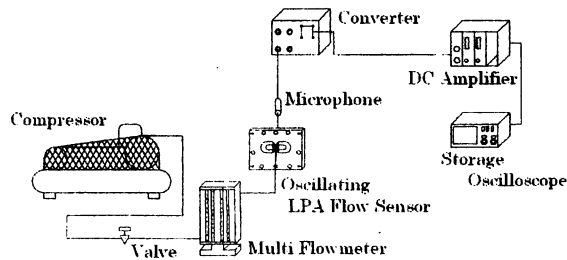 Converter
DC Amplifier
Microphone
Compressor
Storage
Oscilloscope
Oscillating
LPA Flow Sensor
Valve
Multi Flowmeter